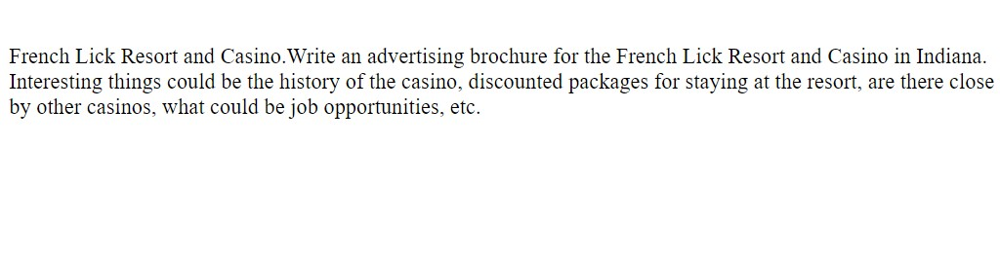 French Lick Resort and Casino.Write an advertising brochure for the French Lick Resort and Casino in Indiana.
Interesting things could be the history of the casino, discounted packages for staying at the resort, are there close
by other casinos, what could be job opportunities, etc.